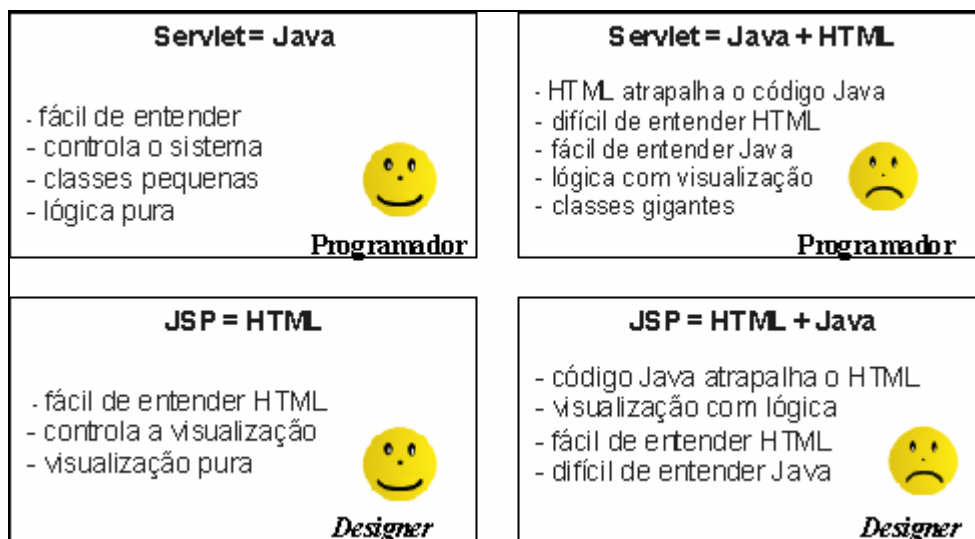 Servlet = Java
- fácil de entender
- controla o sistema
- classes pequenas
- lógica pura
Programador
Servlet = Java + HTML
- HTML atrapalha o código Java
- difícil de entender HTML
- fácil de entender Java
- lógica com visualização
- classes gigantes
Programador
JSP = HTML
- fácil de entender HTML
- controla a visualização
- visualização pura
Designer
JSP = HTML + Java
- código Java atrapalha o HTML
- visualização com lógica
- fácil de entender HTML
- difícil de entender Java
Designer